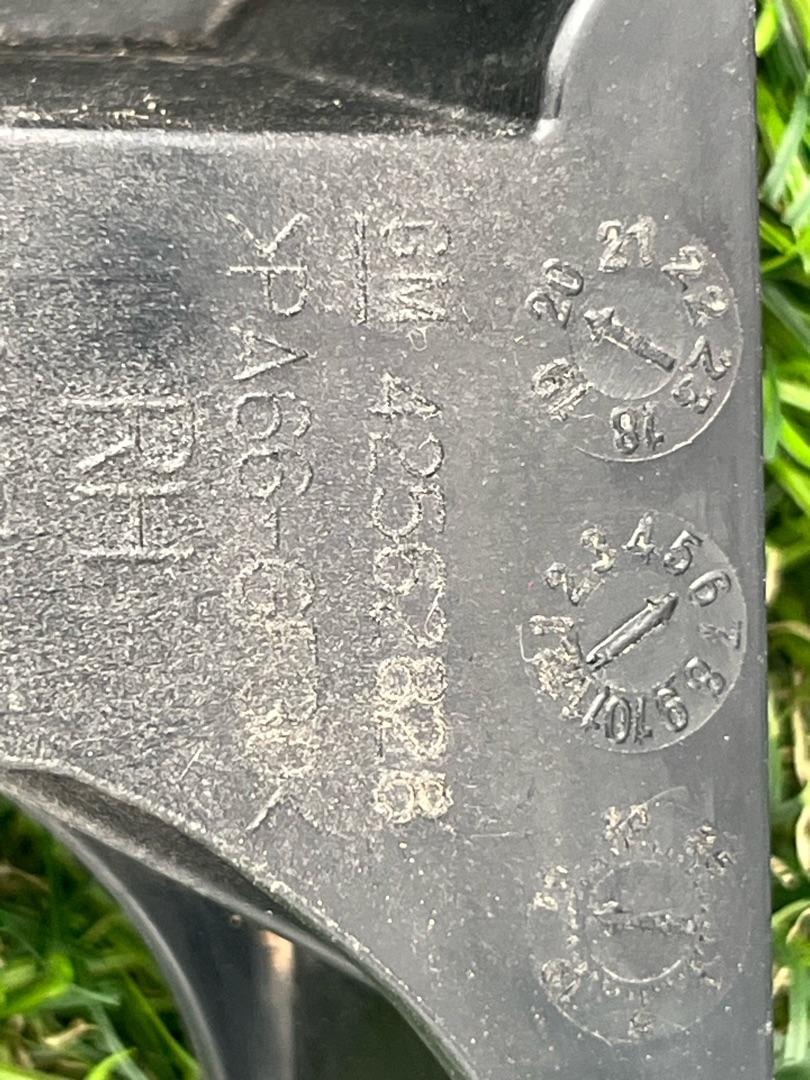 GM 42567828
>PA66-GF30<
RH
18 19 20 21 22 23
1 2 3 4 5 6 7 8 9 10 11 12